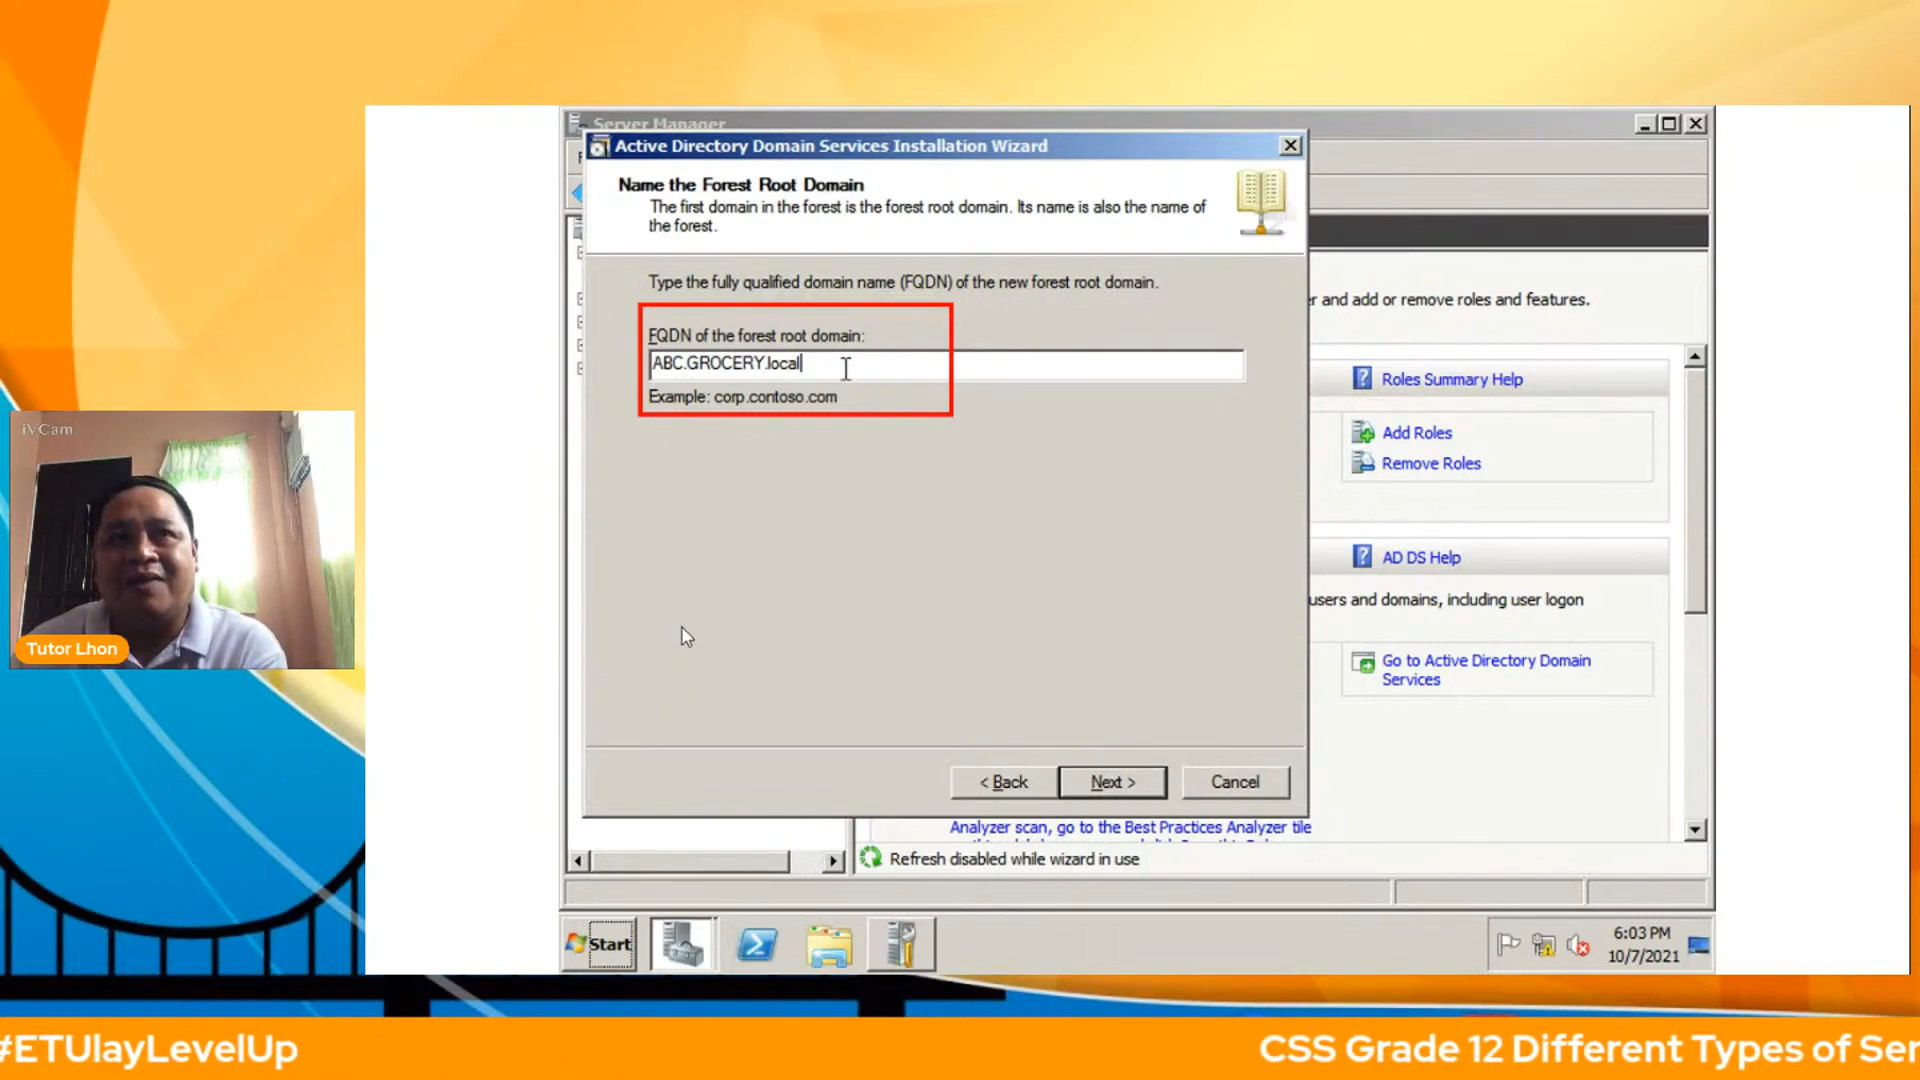 Server Manager
Active Directory Domain Services Installation Wizard
Name the Forest Root Domain
The first domain in the forest is the forest root domain. Its name is also the name of
the forest.
Type the fully qualified domain name (FQDN) of the new forest root domain.
FQDN of the forest root domain:
ABC.GROCERY.local
Example: corp.contoso.com
< Back
Next >
Cancel
er and add or remove roles and features.
Roles Summary Help
Add Roles
Remove Roles
AD DS Help
users and domains, including user logon
Go to Active Directory Domain
Services
Analyzer scan, go to the Best Practices Analyzer tile
Refresh disabled while wizard in use
Start
6:03 PM
10/7/2021
iVCam
Tutor Lhon
#ETUlayLevelUp
CSS Grade 12 Different Types of Ser